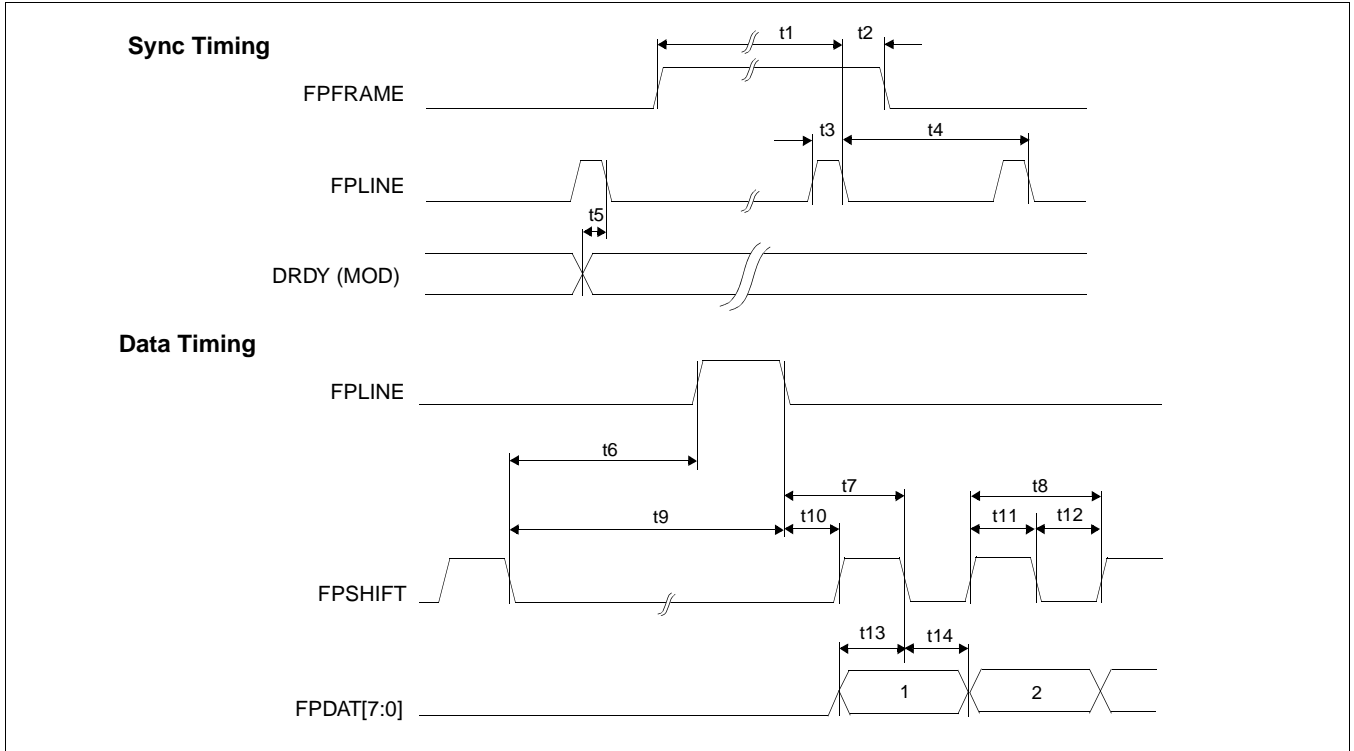 Sync Timing
t1 t2
FPFRAME
t3 t4
FPLINE
t5
DRDY (MOD)
Data Timing
FPLINE
t6
t7 t8
t9 t10 t11 t12
FPSHIFT
t13 t14
FPDAT[7:0] 1 2